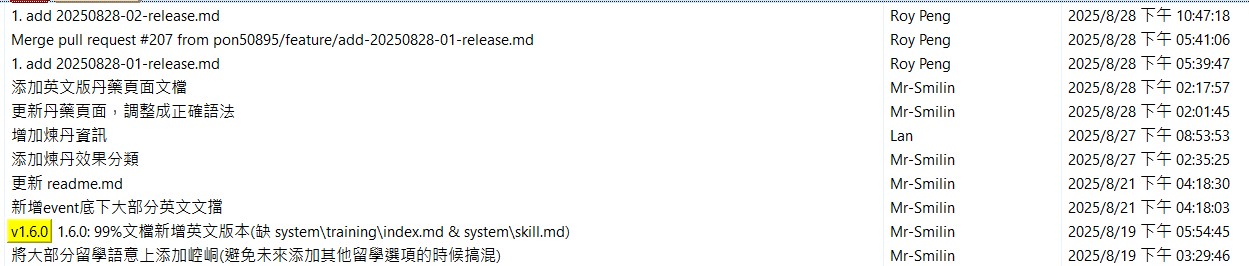 1. add 20250828-02-release.md Roy Peng 2025/8/28 下午 10:47:18
Merge pull request #207 from pon50895/feature/add-20250828-01-release.md Roy Peng 2025/8/28 下午 05:41:06
1. add 20250828-01-release.md Roy Peng 2025/8/28 下午 05:39:47
添加英文版丹藥頁面文檔 Mr-Smilin 2025/8/28 下午 02:17:57
更新丹藥頁面，調整成正確語法 Mr-Smilin 2025/8/28 下午 02:01:45
增加煉丹資訊 Lan 2025/8/27 下午 08:53:53
添加煉丹效果分類 Mr-Smilin 2025/8/27 下午 02:35:25
更新 readme.md Mr-Smilin 2025/8/21 下午 04:18:30
新增event底下大部分英文文擋 Mr-Smilin 2025/8/21 下午 04:18:03
v1.6.0 1.6.0: 99%文檔新增英文版本(缺 system\training\index.md & system\skill.md) Mr-Smilin 2025/8/19 下午 05:54:45
將大部分留學語意上添加崆峒(避免未來添加其他留學選項的時候搞混) Mr-Smilin 2025/8/19 下午 03:29:46